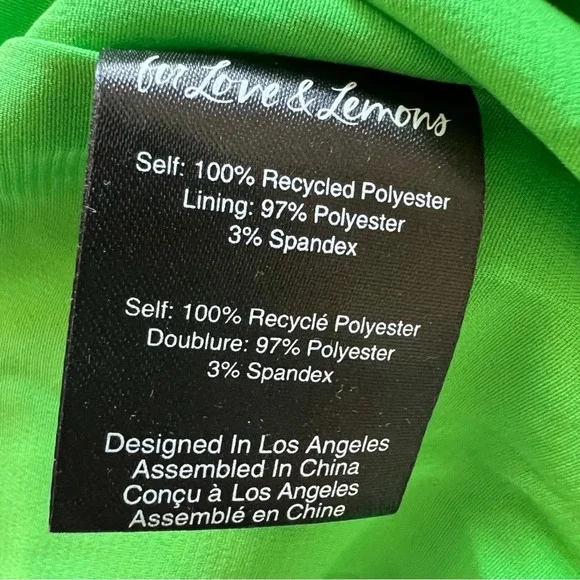 for Love & Lemons
Self: 100% Recycled Polyester
Lining: 97% Polyester
3% Spandex
Self: 100% Recyclé Polyester
Doublure: 97% Polyester
3% Spandex
Designed In Los Angeles
Assembled In China
Conçu à Los Angeles
Assemblé en Chine